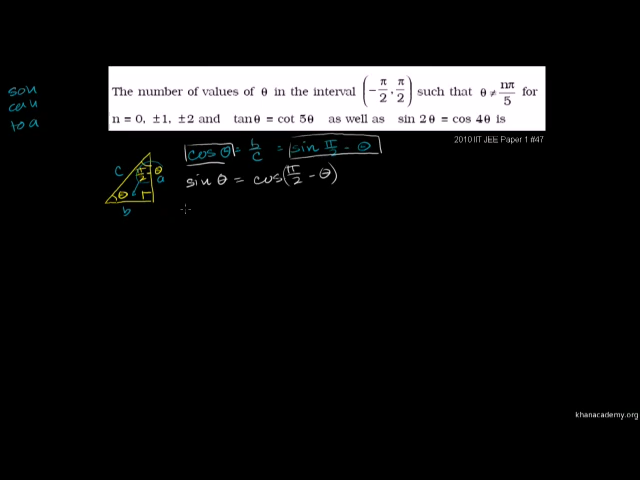 soh
cah
toa
The number of values of θ in the interval (-π/2, π/2) such that θ ≠ nπ/5 for
n = 0, ±1, ±2 and tanθ = cot 5θ as well as sin 2θ = cos 4θ is
2010 IIT JEE Paper 1 #47
cos θ = b/c = sin π/2 - θ
sin θ = cos(π/2 - θ)
c
π/2 - θ
a
θ
b
khanacademy.org